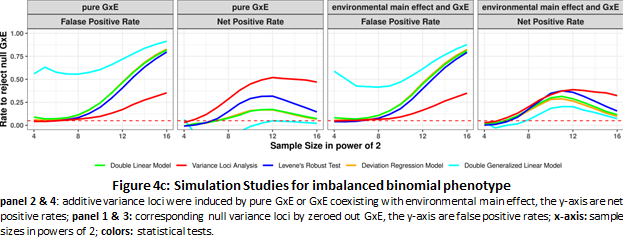 pure GxE pure GxE environmental main effect and GxE environmental main effect and GxE
Falase Positive Rate Net Positive Rate Falase Positive Rate Net Positive Rate
Rate to reject null GxE
1.00
0.75
0.50
0.25
0.05
4 8 12 16 4 8 12 16 4 8 12 16 4 8 12 16
Sample Size in power of 2
Double Linear Model Variance Loci Analysis Levene's Robust Test Deviation Regression Model Double Generalized Linear Model
Figure 4c: Simulation Studies for imbalanced binomial phenotype
panel 2 & 4: additive variance loci were induced by pure GxE or GxE coexisting with environmental main effect, the y-axis are net
positive rates; panel 1 & 3: corresponding null variance loci by zeroed out GxE, the y-axis are false positive rates; x-axis: sample
sizes in powers of 2; colors: statistical tests.